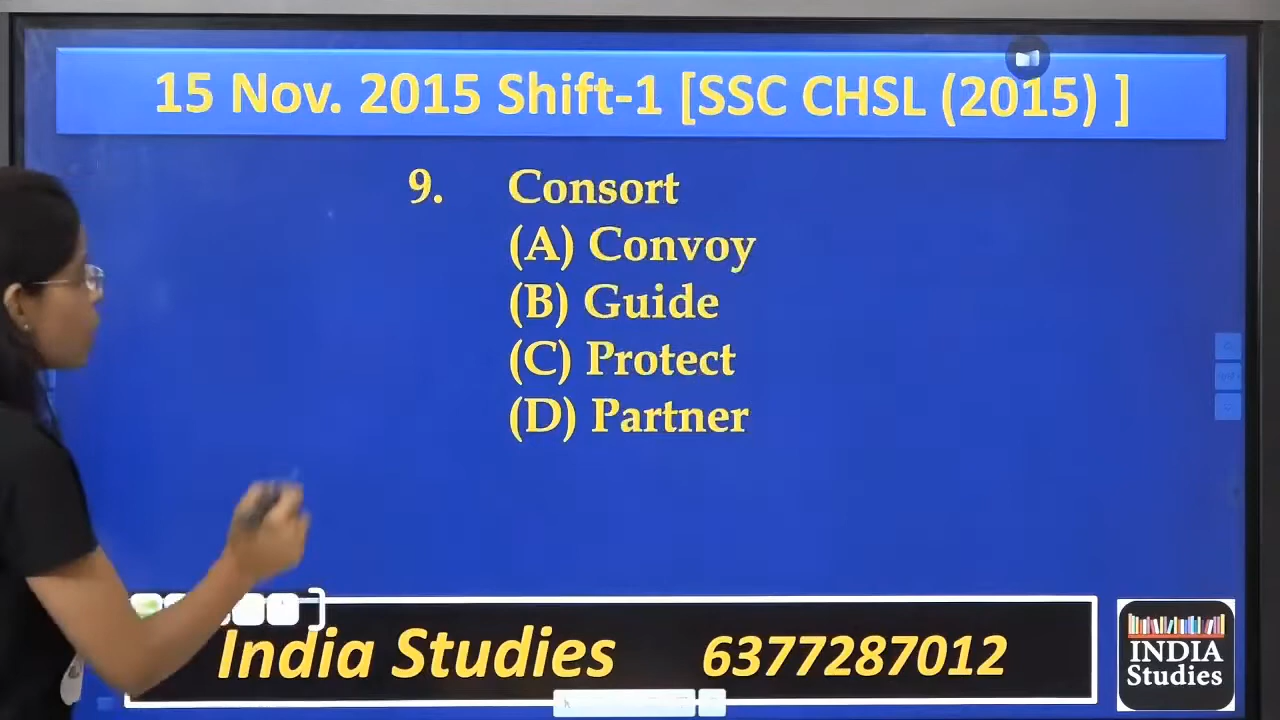 15 Nov. 2015 Shift-1 [SSC CHSL (2015) ]
9. Consort
(A) Convoy
(B) Guide
(C) Protect
(D) Partner
India Studies 6377287012
INDIA
Studies